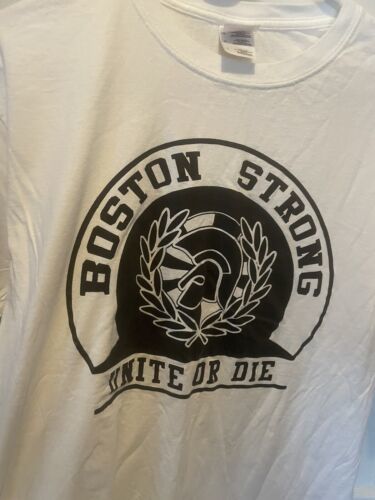 BOSTON STRONG
UNITE OR DIE